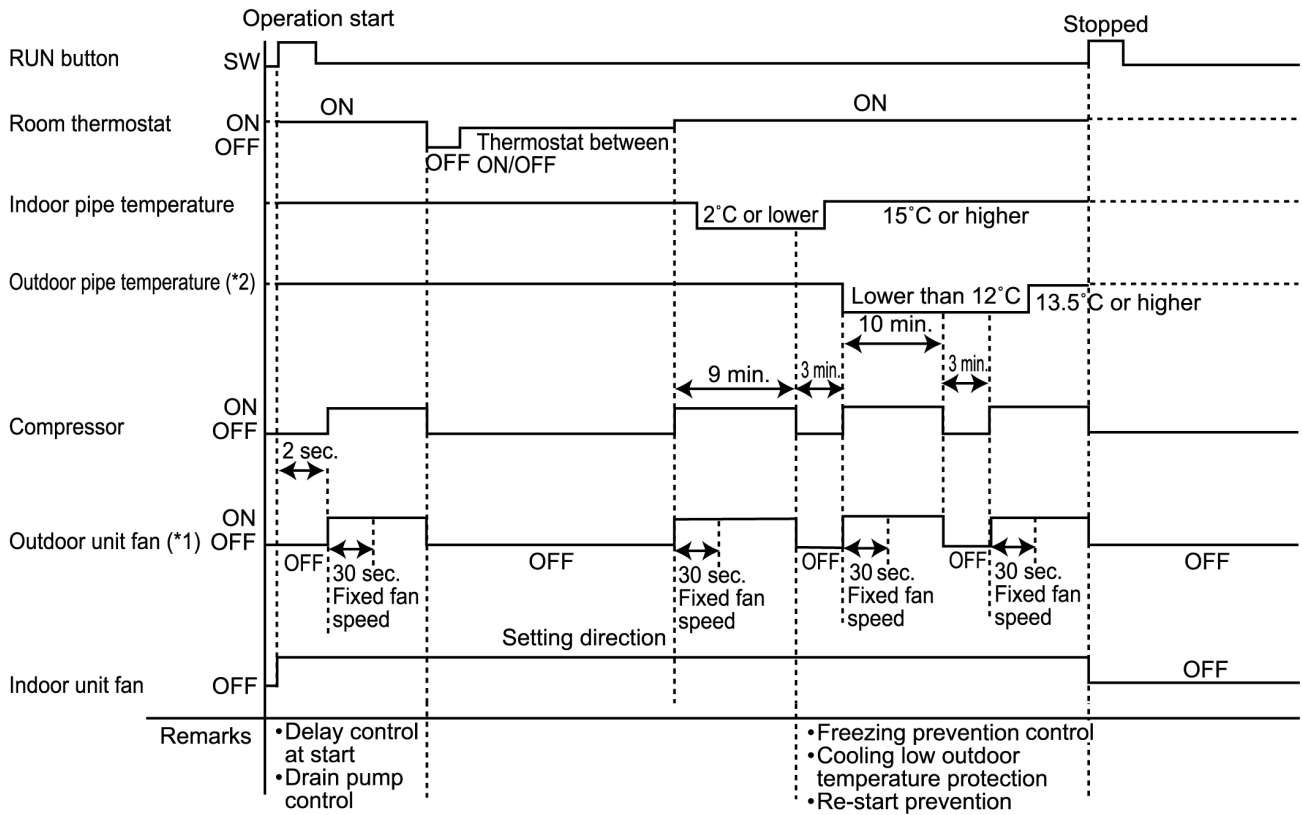 Operation start
Stopped
RUN button
SW
ON
ON
Room thermostat
ON
OFF
OFF
Thermostat between
ON/OFF
Indoor pipe temperature
2˚C or lower
15˚C or higher
Outdoor pipe temperature (*2)
Lower than 12˚C
13.5˚C or higher
10 min.
9 min.
3 min.
3 min.
ON
Compressor
OFF
2 sec.
ON
Outdoor unit fan (*1)
OFF
OFF
OFF
OFF
OFF
OFF
30 sec.
Fixed fan
speed
30 sec.
Fixed fan
speed
30 sec.
Fixed fan
speed
30 sec.
Fixed fan
speed
Setting direction
OFF
Indoor unit fan
OFF
Remarks
•Delay control
at start
•Drain pump
control
•Freezing prevention control
•Cooling low outdoor
temperature protection
•Re-start prevention